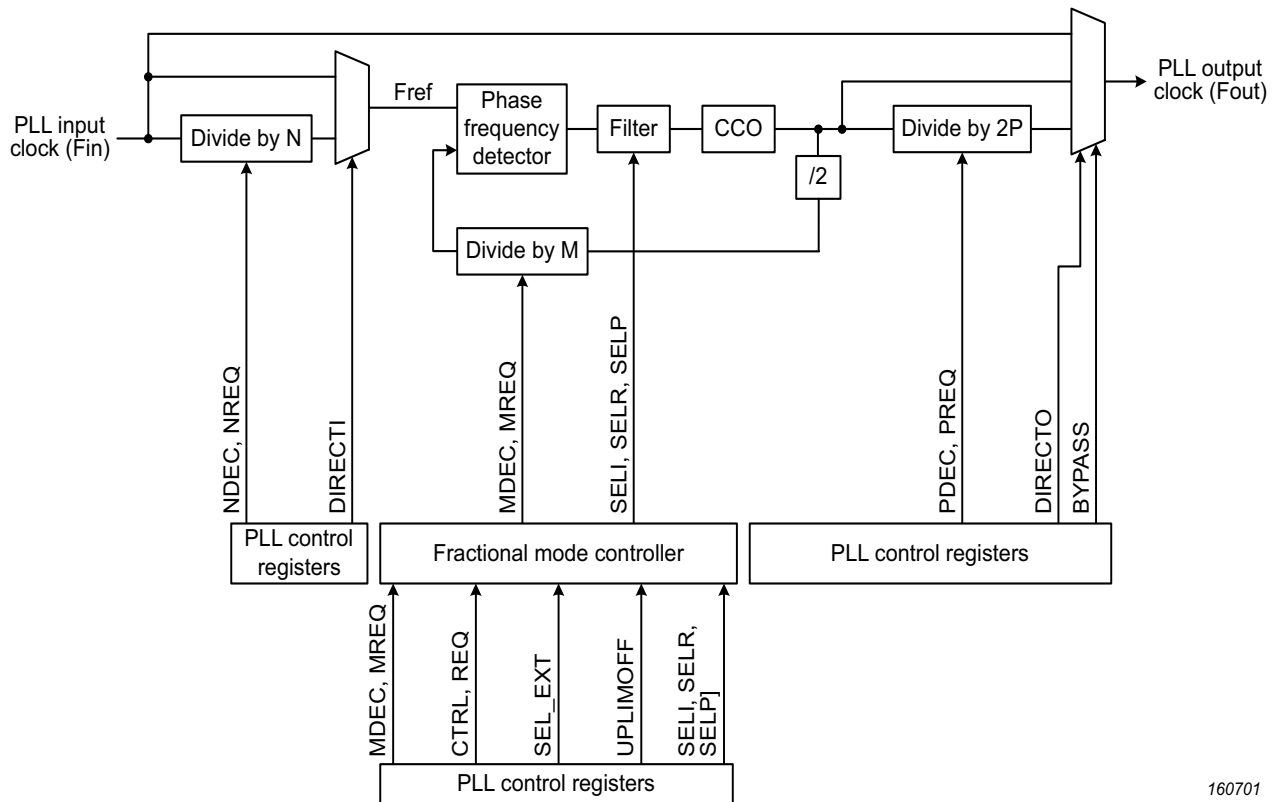 PLL input
clock (Fin)
Divide by N
Fref
Phase
frequency
detector
Filter
CCO
/2
Divide by 2P
PLL output
clock (Fout)
Divide by M
NDEC, NREQ
DIRECTI
MDEC, MREQ
SELI, SELR, SELP
PDEC, PREQ
DIRECTO
BYPASS
PLL control
registers
Fractional mode controller
PLL control registers
MDEC, MREQ
CTRL, REQ
SEL_EXT
UPLIMOFF
SELI, SELR,
SELP]
PLL control registers
160701